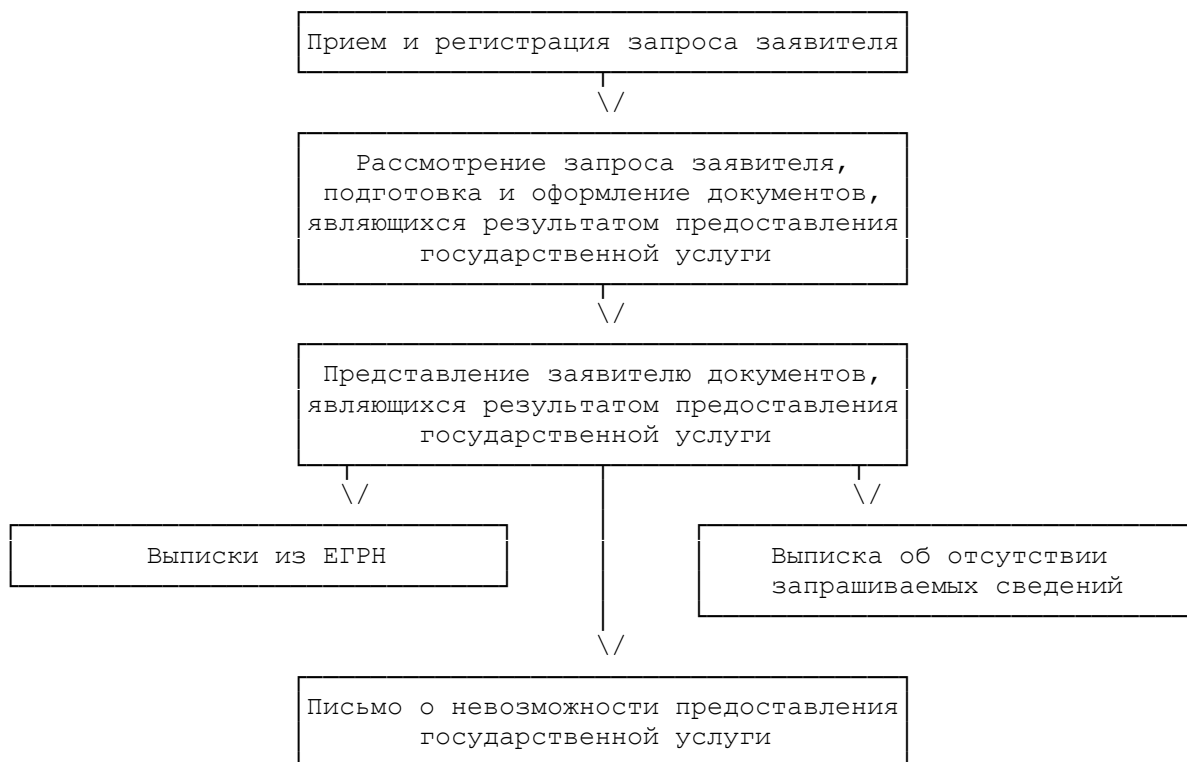 Прием и регистрация запроса заявителя
Рассмотрение запроса заявителя,
подготовка и оформление документов,
являющихся результатом предоставления
государственной услуги
Представление заявителю документов,
являющихся результатом предоставления
государственной услуги
Выписки из ЕГРН
Выписка об отсутствии
запрашиваемых сведений
Письмо о невозможности предоставления
государственной услуги